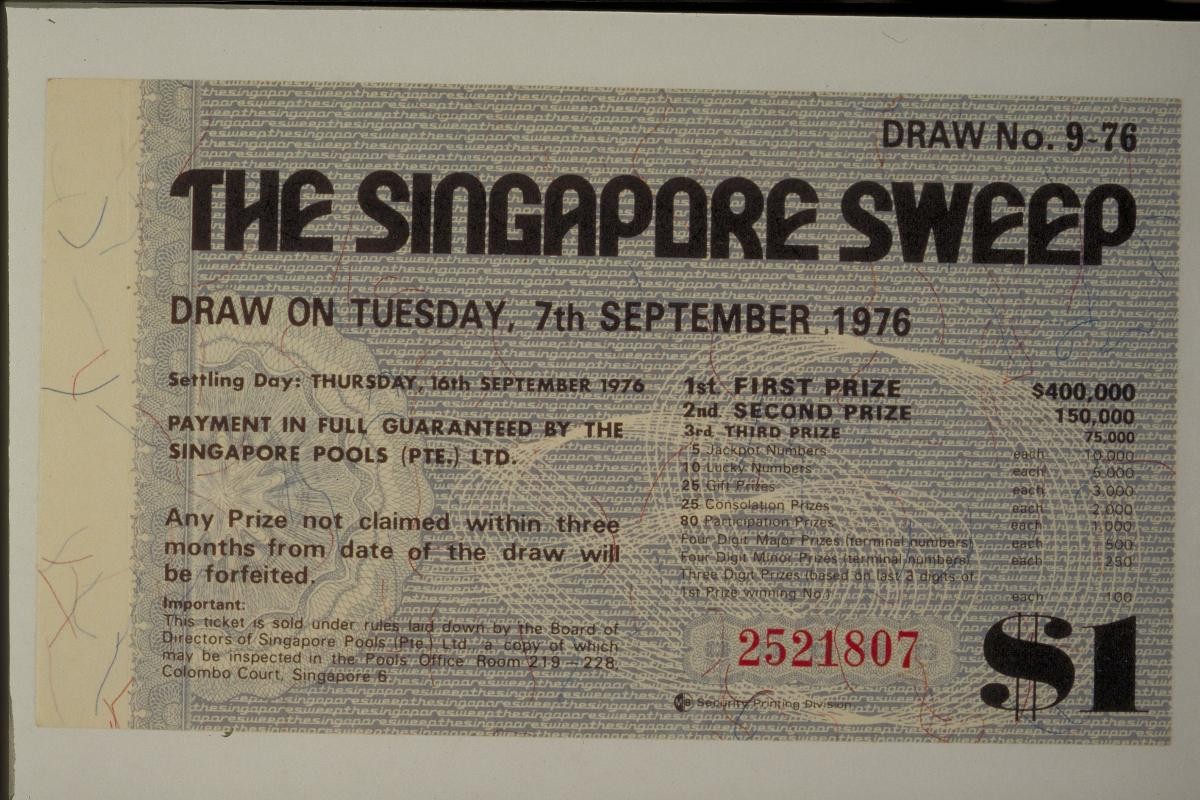 DRAW No. 9-76
THE SINGAPORE SWEEP
DRAW ON TUESDAY, 7th SEPTEMBER .1976
Settling Day: THURSDAY, 16th SEPTEMBER 1976
PAYMENT IN FULL GUARANTEED BY THE
SINGAPORE POOLS (PTE.) LTD.
Any Prize not claimed within three
months from date of the draw will
be forfeited.
Important:
This ticket is sold under rules laid down by the Board of
Directors of Singapore Pools (Pte.) Ltd., a copy of which
may be inspected in the Pools Office Room 219 - 228,
Colombo Court, Singapore 6.
1st. FIRST PRIZE $400,000
2nd. SECOND PRIZE 150,000
3rd. THIRD PRIZE 75,000
5 Jackpot Numbers each 10,000
10 Lucky Numbers each 5,000
25 Gift Prizes each 3,000
25 Consolation Prizes each 2,000
80 Participation Prizes each 1,000
Four Digit Major Prizes (terminal numbers) each 500
Four Digit Minor Prizes (terminal numbers) each 250
Three Digit Prizes (based on last 3 digits of
1st Prize winning No.) each 100
2521807
$1
MB Security Printing Division